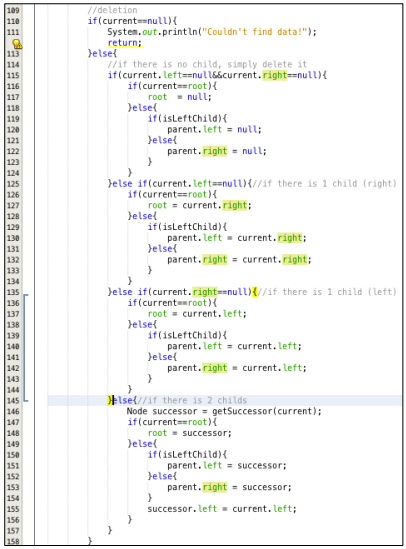 109 //deletion
110 if(current==null){
111 System.out.println("Couldn't find data!");
return;
113 }else{
114 //if there is no child, simply delete it
115 if(current.left==null&&current.right==null){
116 if(current==root){
117 root = null;
118 }else{
119 if(isLeftChild){
120 parent.left = null;
121 }else{
122 parent.right = null;
123 }
124 }
125 }else if(current.left==null){//if there is 1 child (right)
126 if(current==root){
127 root = current.right;
128 }else{
129 if(isLeftChild){
130 parent.left = current.right;
131 }else{
132 parent.right = current.right;
133 }
134 }
135 }else if(current.right==null){//if there is 1 child (left)
136 if(current==root){
137 root = current.left;
138 }else{
139 if(isLeftChild){
140 parent.left = current.left;
141 }else{
142 parent.right = current.left;
143 }
144 }
145 }else{//if there is 2 childs
146 Node successor = getSuccessor(current);
147 if(current==root){
148 root = successor;
149 }else{
150 if(isLeftChild){
151 parent.left = successor;
152 }else{
153 parent.right = successor;
154 }
155 successor.left = current.left;
156 }
157 }
158 }